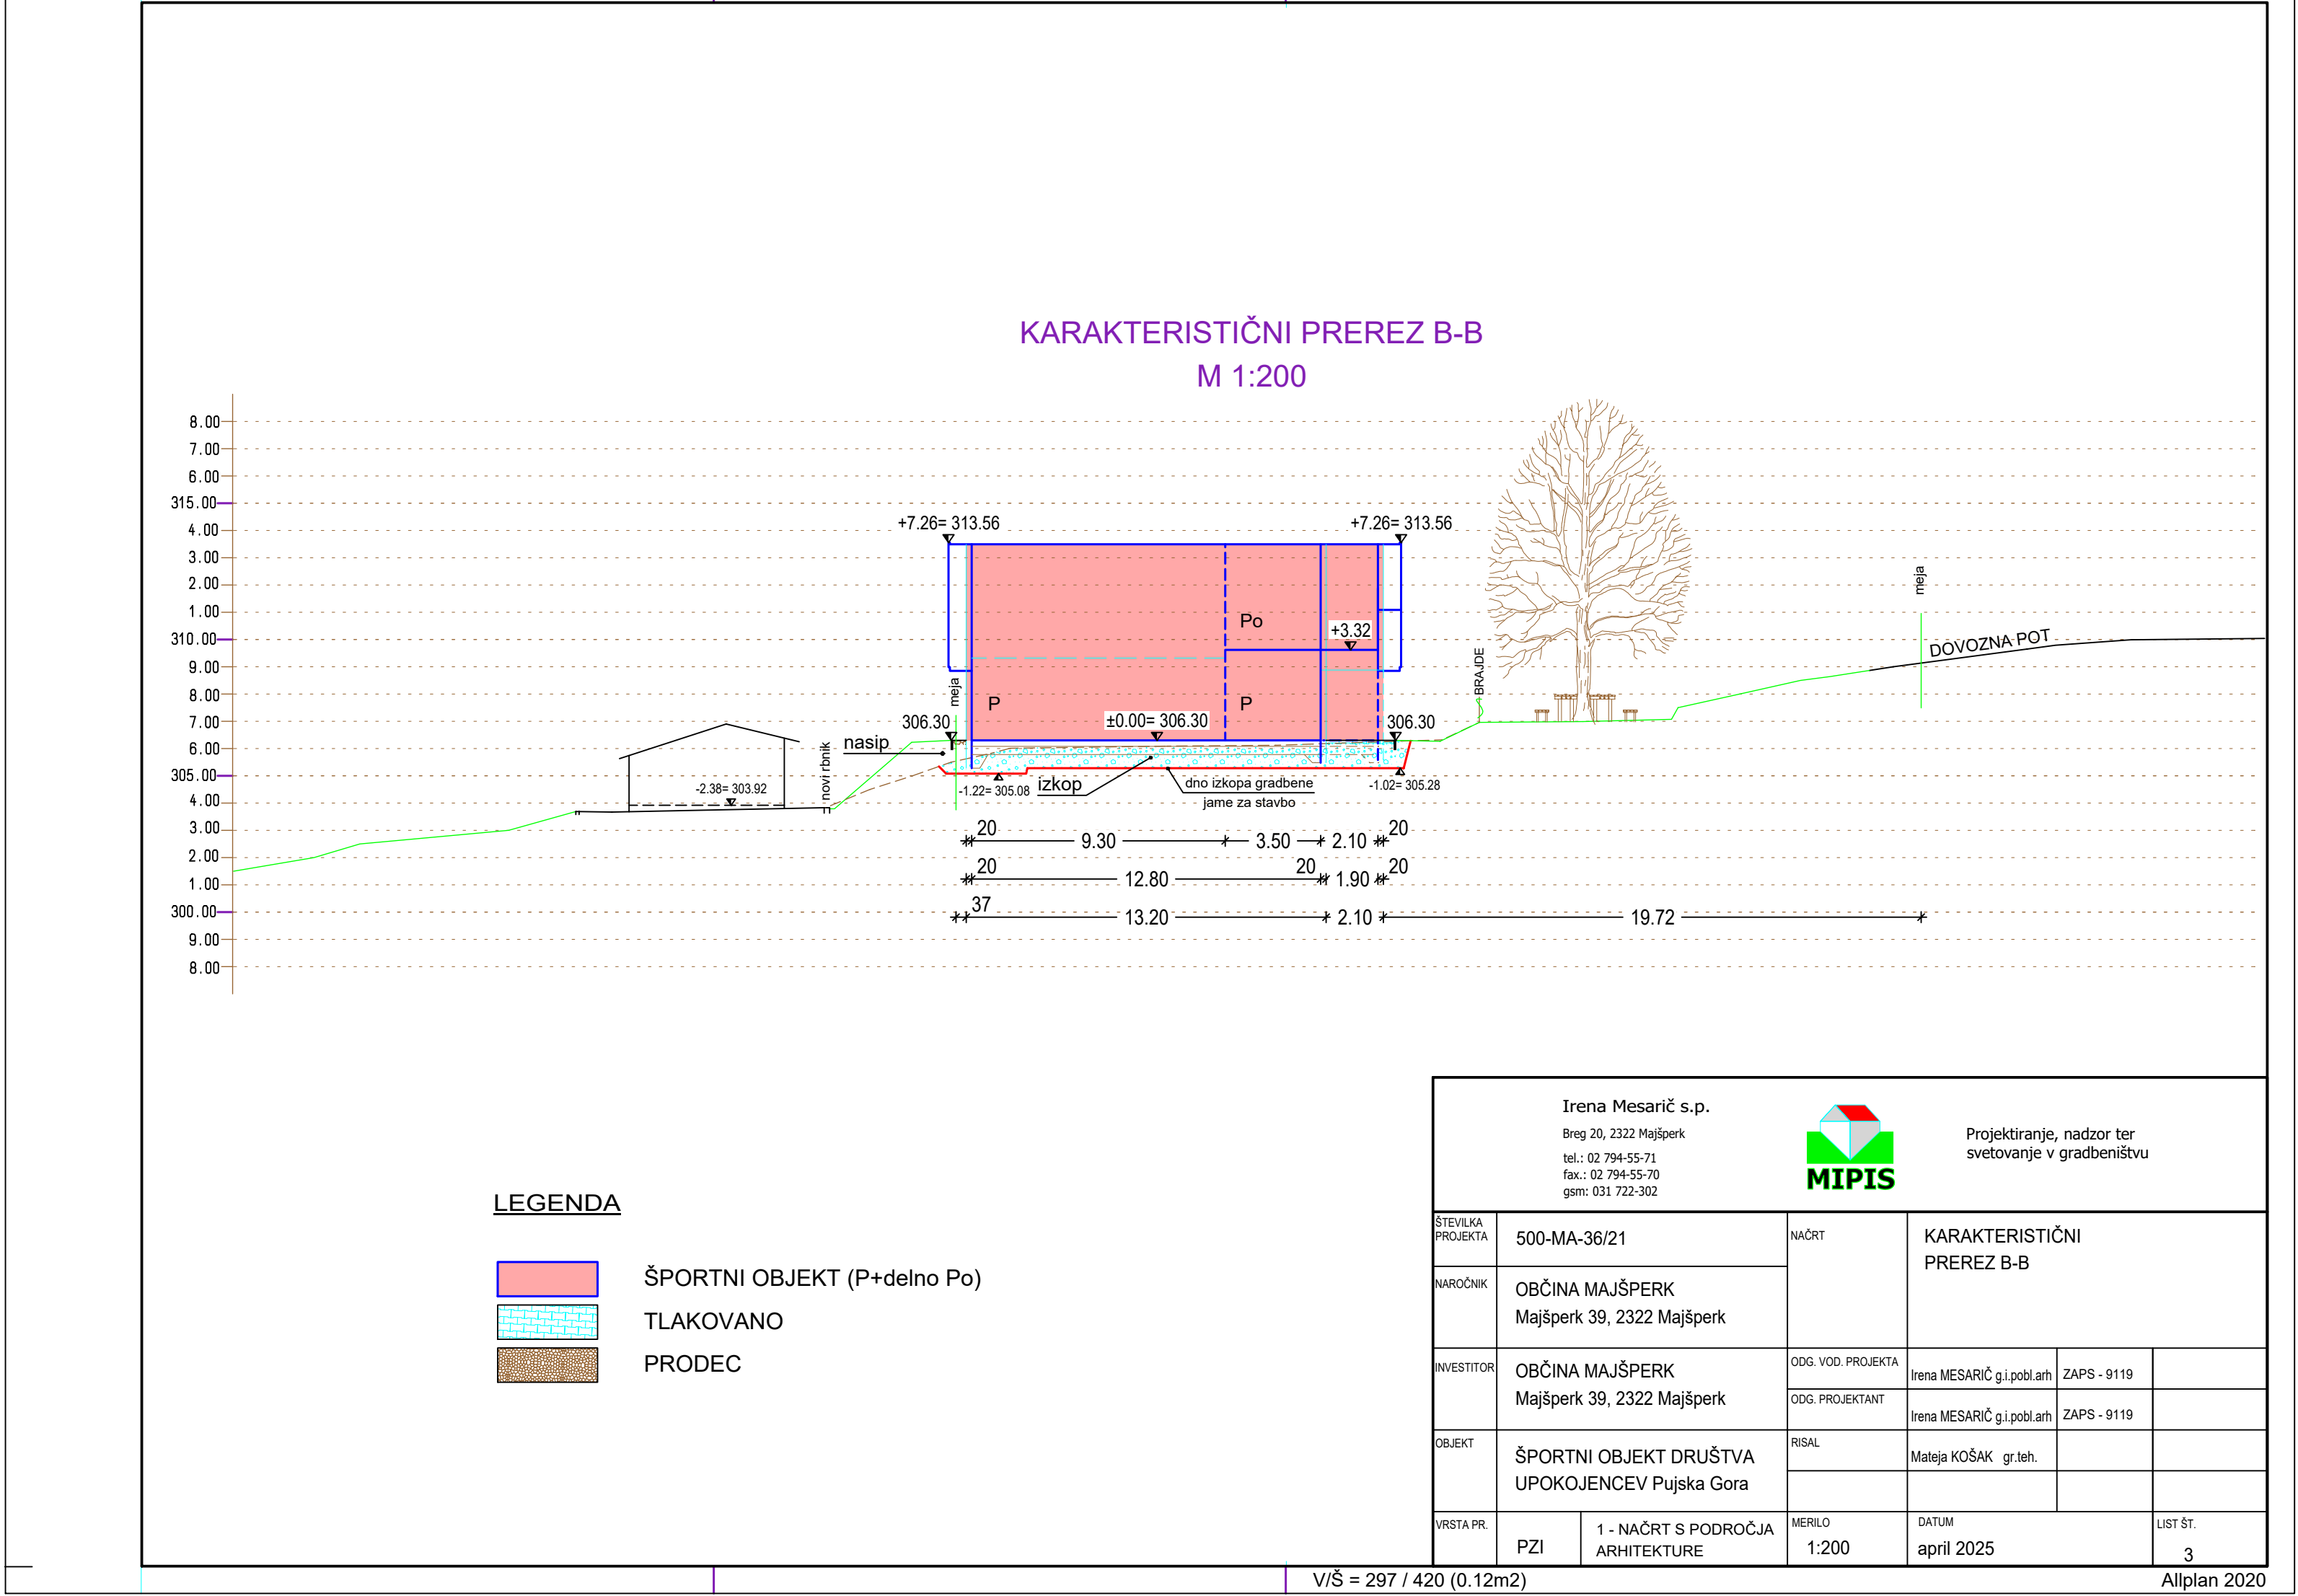 KARAKTERISTIČNI PREREZ B-B
M 1:200
8.00
7.00
6.00
315.00
4.00
3.00
2.00
1.00
310.00
9.00
8.00
7.00
6.00
305.00
4.00
3.00
2.00
1.00
300.00
9.00
8.00
+7.26= 313.56
+7.26= 313.56
Po
+3.32
P
P
±0.00= 306.30
306.30
306.30
meja
meja
BRAJDE
DOVOZNA POT
nasip
novi rbnik
-2.38= 303.92
-1.22= 305.08
izkop
dno izkopa gradbene
jame za stavbo
-1.02= 305.28
20 9.30 3.50 2.10 20
20 12.80 20 1.90 20
37 13.20 2.10 19.72
LEGENDA
ŠPORTNI OBJEKT (P+delno Po)
TLAKOVANO
PRODEC
Irena Mesarič s.p.
Breg 20, 2322 Majšperk
tel.: 02 794-55-71
fax.: 02 794-55-70
gsm: 031 722-302
MIPIS
Projektiranje, nadzor ter
svetovanje v gradbeništvu
ŠTEVILKA
PROJEKTA
500-MA-36/21
NAČRT
KARAKTERISTIČNI
PREREZ B-B
NAROČNIK
OBČINA MAJŠPERK
Majšperk 39, 2322 Majšperk
INVESTITOR
OBČINA MAJŠPERK
Majšperk 39, 2322 Majšperk
ODG. VOD. PROJEKTA
Irena MESARIČ g.i.pobl.arh ZAPS - 9119
ODG. PROJEKTANT
Irena MESARIČ g.i.pobl.arh ZAPS - 9119
OBJEKT
ŠPORTNI OBJEKT DRUŠTVA
UPOKOJENCEV Pujska Gora
RISAL
Mateja KOŠAK gr.teh.
VRSTA PR.
PZI
1 - NAČRT S PODROČJA
ARHITEKTURE
MERILO
1:200
DATUM
april 2025
LIST ŠT.
3
V/Š = 297 / 420 (0.12m2)
Allplan 2020